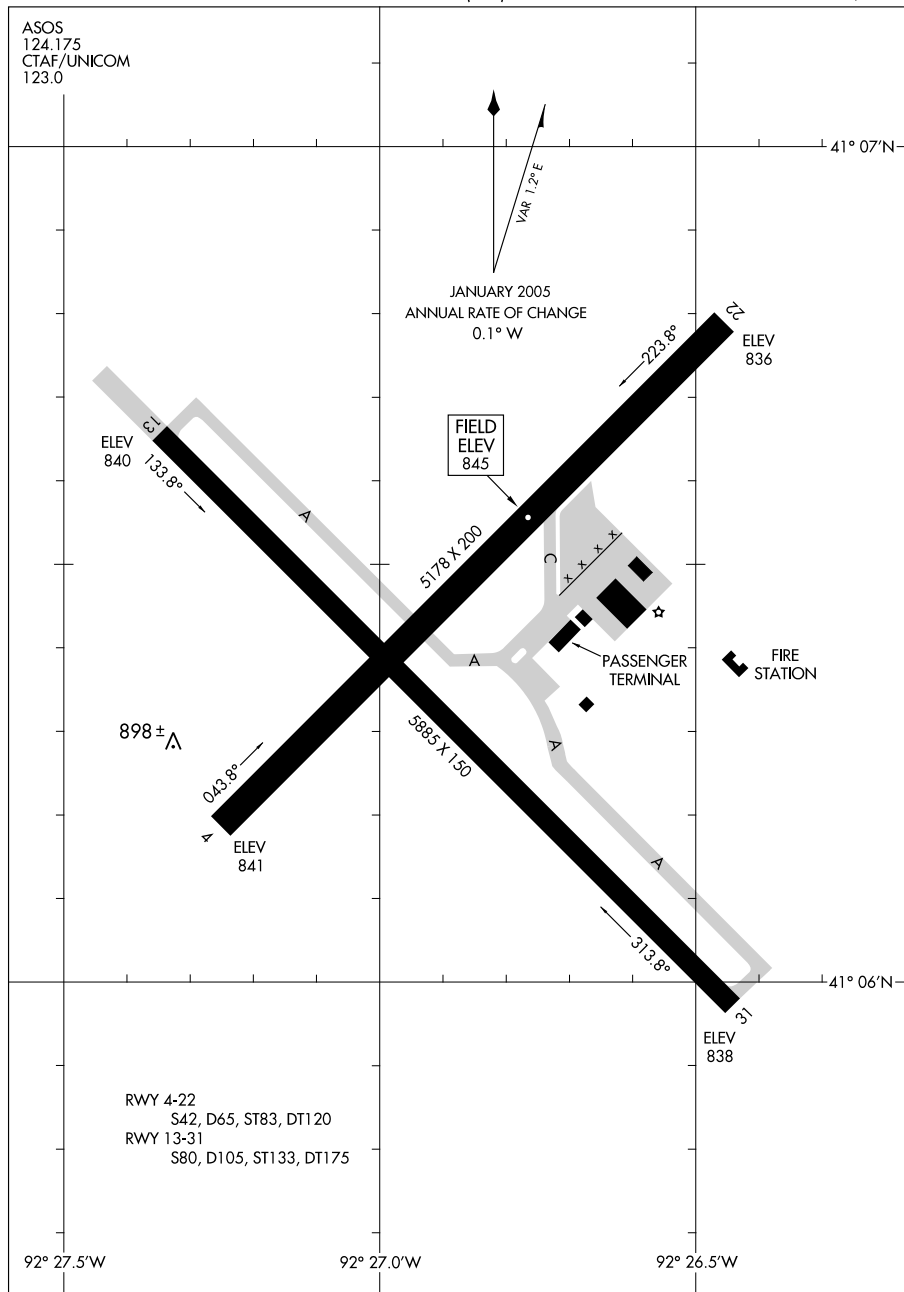 ASOS
124.175
CTAF/UNICOM
123.0
41° 07'N
VAR 1.2° E
JANUARY 2005
ANNUAL RATE OF CHANGE
0.1° W
22
ELEV
836
223.8°
13
ELEV
840
133.8°
FIELD
ELEV
845
A
5178 X 200
C
X X X X
A
PASSENGER
TERMINAL
FIRE
STATION
898 ±
5885 X 150
A
043.8°
4
ELEV
841
A
313.8°
41° 06'N
31
ELEV
838
RWY 4-22
S42, D65, ST83, DT120
RWY 13-31
S80, D105, ST133, DT175
92° 27.5'W
92° 27.0'W
92° 26.5'W